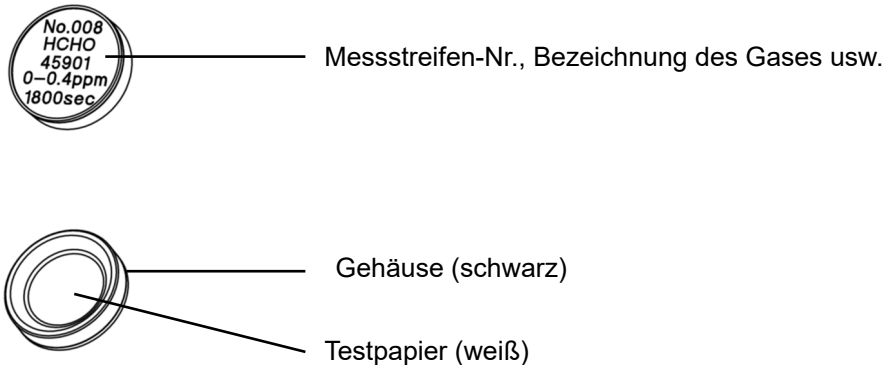 No.008
HCHO
45901
0–0.4ppm
1800sec
Messstreifen-Nr., Bezeichnung des Gases usw.
Gehäuse (schwarz)
Testpapier (weiß)